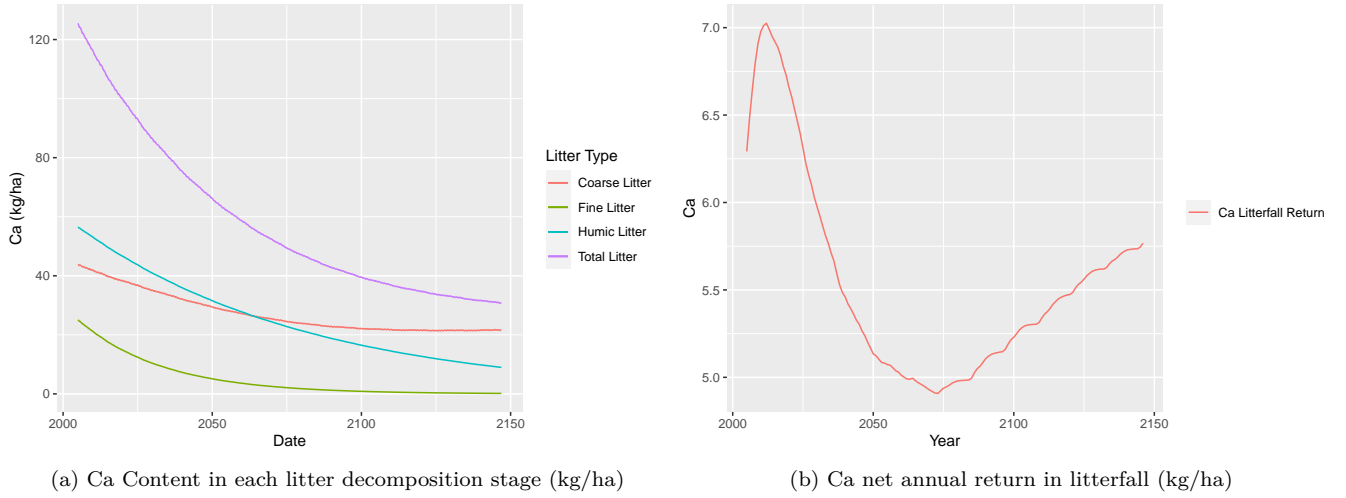 120
80
40
0
Ca (kg/ha)
2000 2050 2100 2150
Date
Litter Type
Coarse Litter
Fine Litter
Humic Litter
Total Litter
(a) Ca Content in each litter decomposition stage (kg/ha)
7.0
6.5
6.0
5.5
5.0
Ca
2000 2050 2100 2150
Year
Ca Litterfall Return
(b) Ca net annual return in litterfall (kg/ha)